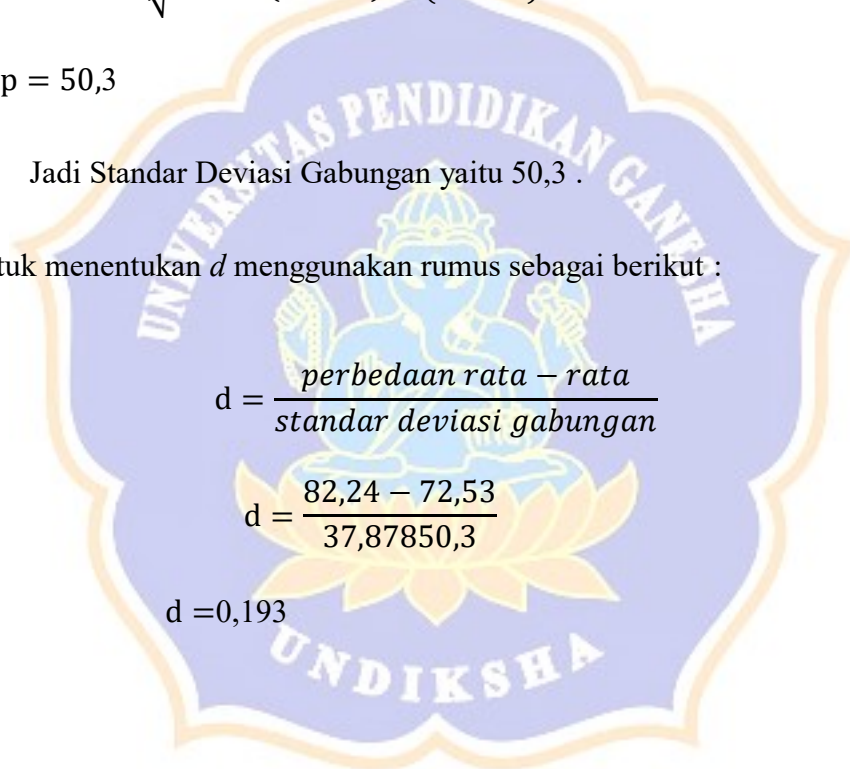 p = 50,3
Jadi Standar Deviasi Gabungan yaitu 50,3 .
tuk menentukan d menggunakan rumus sebagai berikut :
d = perbedaan rata − rata
standar deviasi gabungan
d = 82,24 − 72,53
37,87850,3
d =0,193
UNIVERSITAS PENDIDIKAN GANESHA
UNDIKSHA